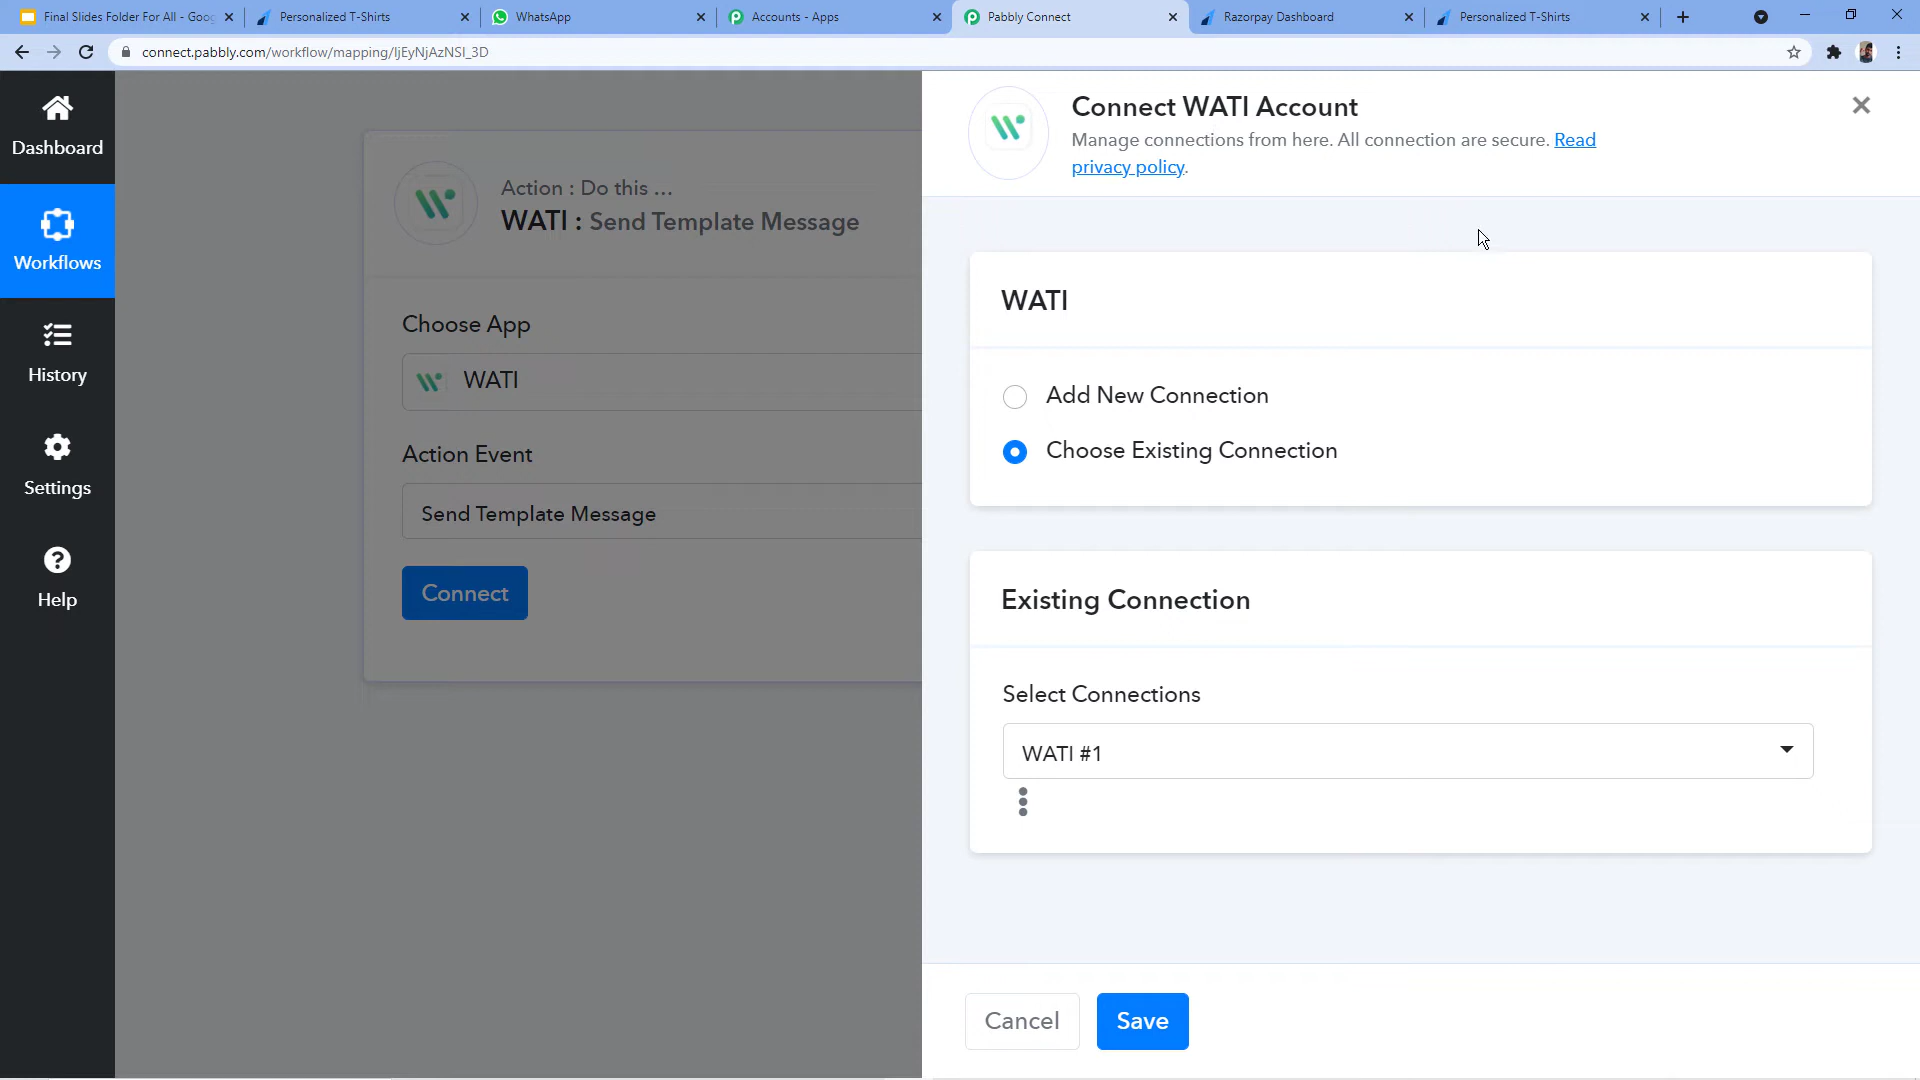 Final Slides Folder For All - Goog
Personalized T-Shirts
WhatsApp
Accounts - Apps
Pabbly Connect
Razorpay Dashboard
Personalized T-Shirts
connect.pabbly.com/workflow/mapping/IjEyNjAzNSI_3D
Dashboard
Workflows
History
Settings
Help
Action : Do this ...
WATI : Send Template Message
Choose App
WATI
Action Event
Send Template Message
Connect
Connect WATI Account
Manage connections from here. All connection are secure. Read
privacy policy.
WATI
Add New Connection
Choose Existing Connection
Existing Connection
Select Connections
WATI #1
Cancel
Save